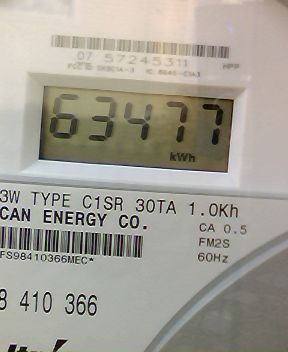 07 57245311 HPP
63477
kWh
3W TYPE C1SR 30TA 1.0Kh
CAN ENERGY CO. CA 0.5
FM2S
FS98410366MEC* 60Hz
8 410 366